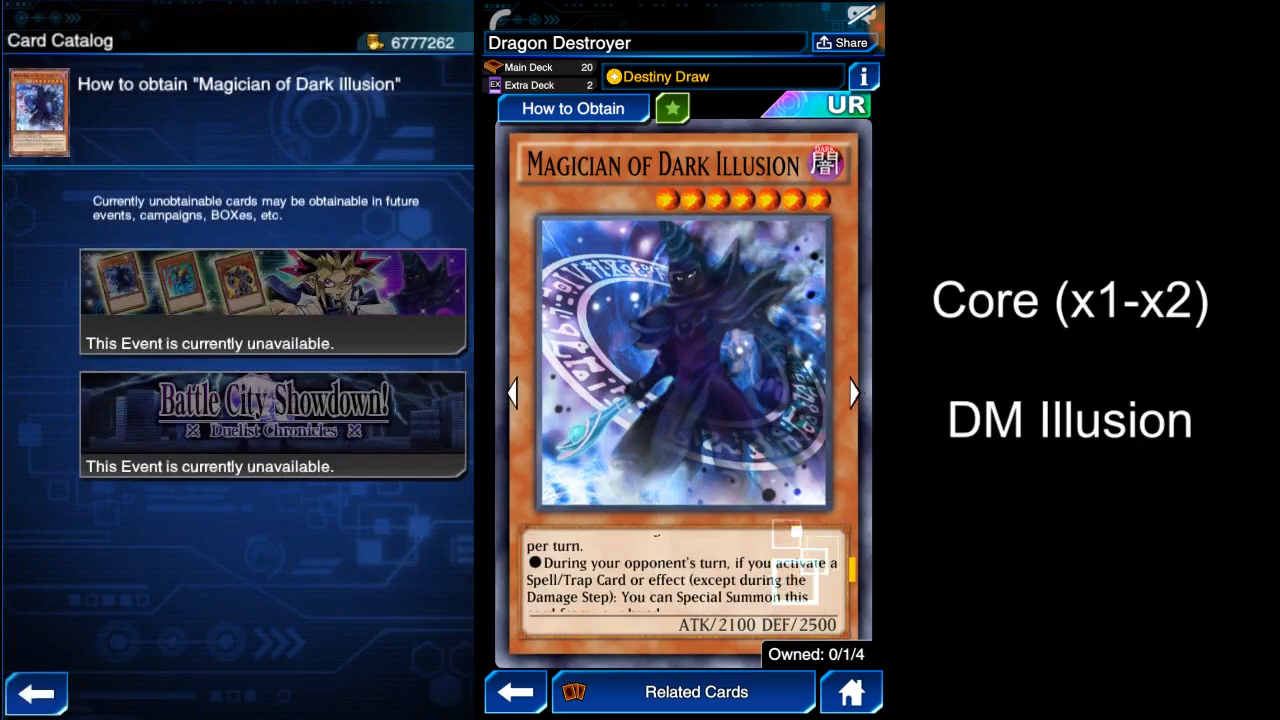 Card Catalog
6777262
How to obtain "Magician of Dark Illusion"
Currently unobtainable cards may be obtainable in future
events, campaigns, BOXes, etc.
This Event is currently unavailable.
Battle City Showdown!
Duelist Chronicles
This Event is currently unavailable.
Dragon Destroyer
Share
Main Deck 20
EX Extra Deck 2
Destiny Draw
How to Obtain
UR
MAGICIAN OF DARK ILLUSION
DARK
闇
per turn.
●During your opponent's turn, if you activate a
Spell/Trap Card or effect (except during the
Damage Step): You can Special Summon this
ATK/2100 DEF/2500
Owned: 0/1/4
Related Cards
Core (x1-x2)
DM Illusion